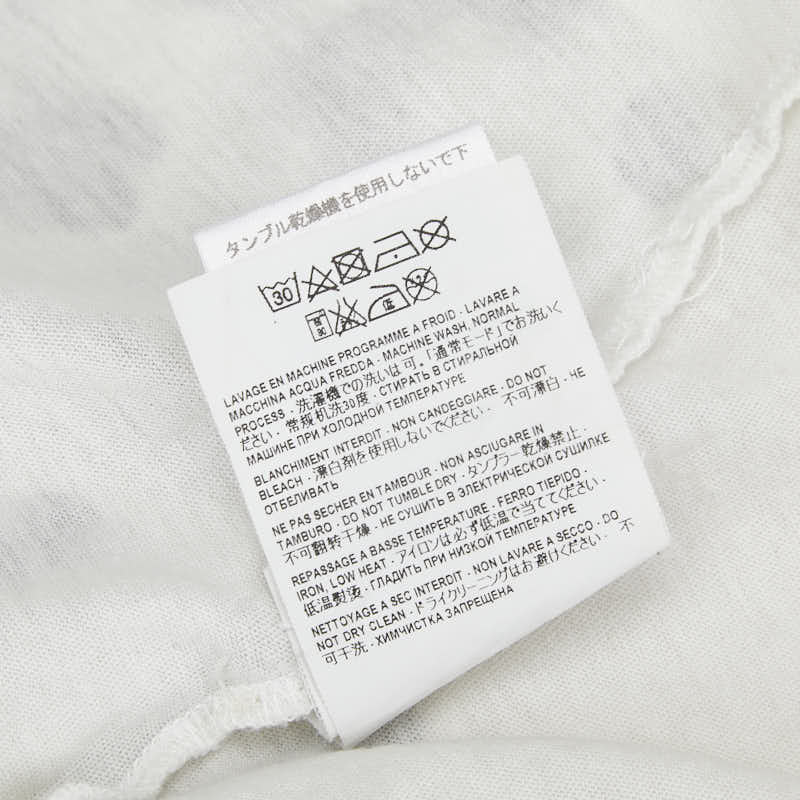 タンブル乾燥機を使用しないで下
30
LAVAGE EN MACHINE PROGRAMME A FROID - LAVARE A
MACCHINA ACQUA FREDDA - MACHINE WASH, NORMAL
PROCESS - 洗濯機での洗いは可。「通常モード」でお洗いく
ださい - 常规机洗30度 - СТИРАТЬ В СТИРАЛЬНОЙ
МАШИНЕ ПРИ ХОЛОДНОЙ ТЕМПЕРАТУРЕ
BLANCHIMENT INTERDIT - NON CANDEGGIARE - DO NOT
BLEACH - 漂白剤を使用しないでください。 - 不可漂白 - НЕ
ОТБЕЛИВАТЬ
NE PAS SECHER EN TAMBOUR - NON ASCIUGARE IN
TAMBURO - DO NOT TUMBLE DRY - タンブラー乾燥禁止 -
不可翻转干燥 - НЕ СУШИТЬ В ЭЛЕКТРИЧЕСКОЙ СУШИЛКЕ
REPASSAGE A BASSE TEMPERATURE - FERRO TIEPIDO -
IRON, LOW HEAT - アイロンは必ず低温で当ててください。
低温熨烫 - ГЛАДИТЬ ПРИ НИЗКОЙ ТЕМПЕРАТУРЕ
NETTOYAGE A SEC INTERDIT - NON LAVARE A SECCO - DO
NOT DRY CLEAN - ドライクリーニングはお避けください - 不
可干洗 - ХИМЧИСТКА ЗАПРЕЩЕНА